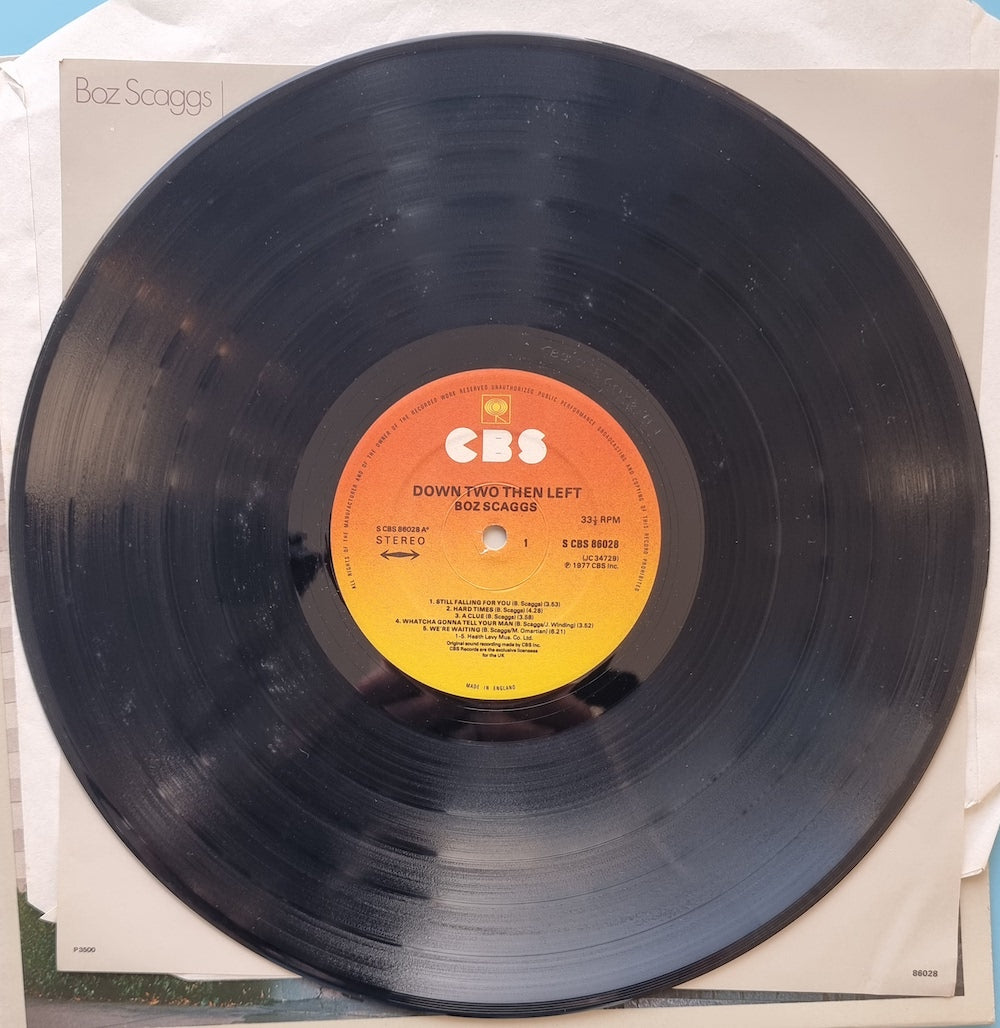 Boz Scaggs
ALL RIGHTS OF THE MANUFACTURER AND OF THE OWNER OF THE RECORDED WORK RESERVED UNAUTHORIZED PUBLIC PERFORMANCE BROADCASTING AND COPYING OF THIS RECORD PROHIBITED
CBS
DOWN TWO THEN LEFT
BOZ SCAGGS
33⅓ RPM
S CBS 86028 A°
STEREO
1
S CBS 86028
(JC 34729)
℗ 1977 CBS Inc.
1. STILL FALLING FOR YOU (B. Scaggs) (3.53)
2. HARD TIMES (B. Scaggs) (4.28)
3. A CLUE (B. Scaggs) (3.58)
4. WHATCHA GONNA TELL YOUR MAN (B. Scaggs/J. Winding) (3.52)
5. WE'RE WAITING (B. Scaggs/M. Omartian) (6.21)
1-5. Heath Levy Mus. Co. Ltd.
Original sound recording made by CBS Inc.
CBS Records are the exclusive licensees
for the UK
MADE IN ENGLAND
P 3500
86028